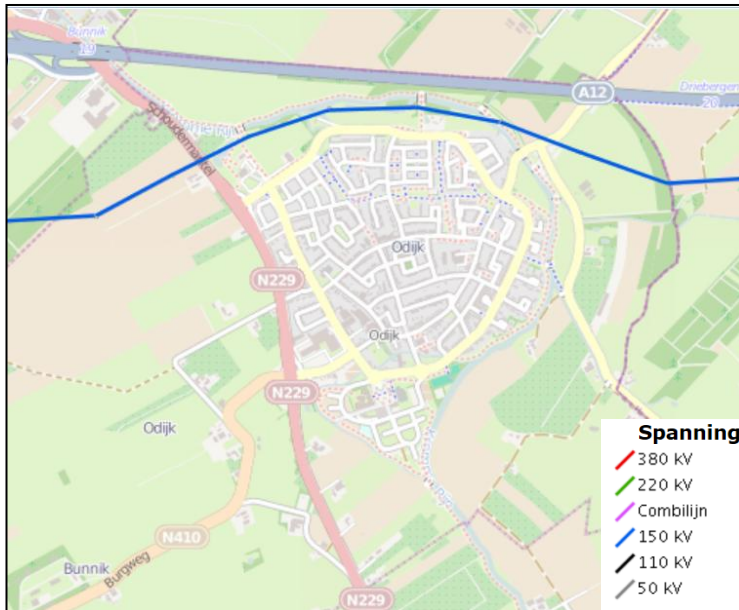 Bunnik
19
A12
Driebergen
20
Schoudermantel
Odijk
N229
Odijk
N229
Odijk
N410
Burgweg
Bunnik
N229
Spanning
380 kV
220 kV
Combilijn
150 kV
110 kV
50 kV